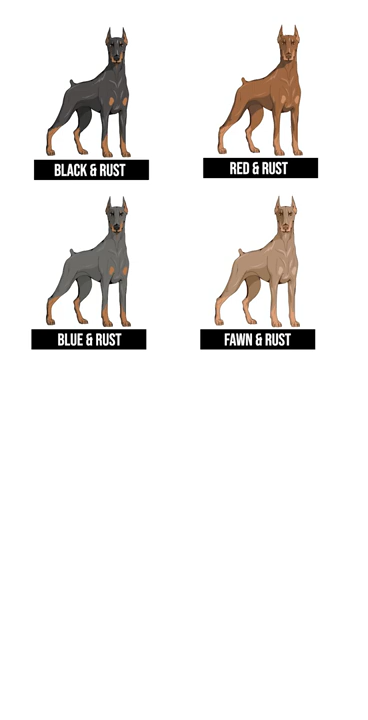 BLACK & RUST
RED & RUST
BLUE & RUST
FAWN & RUST